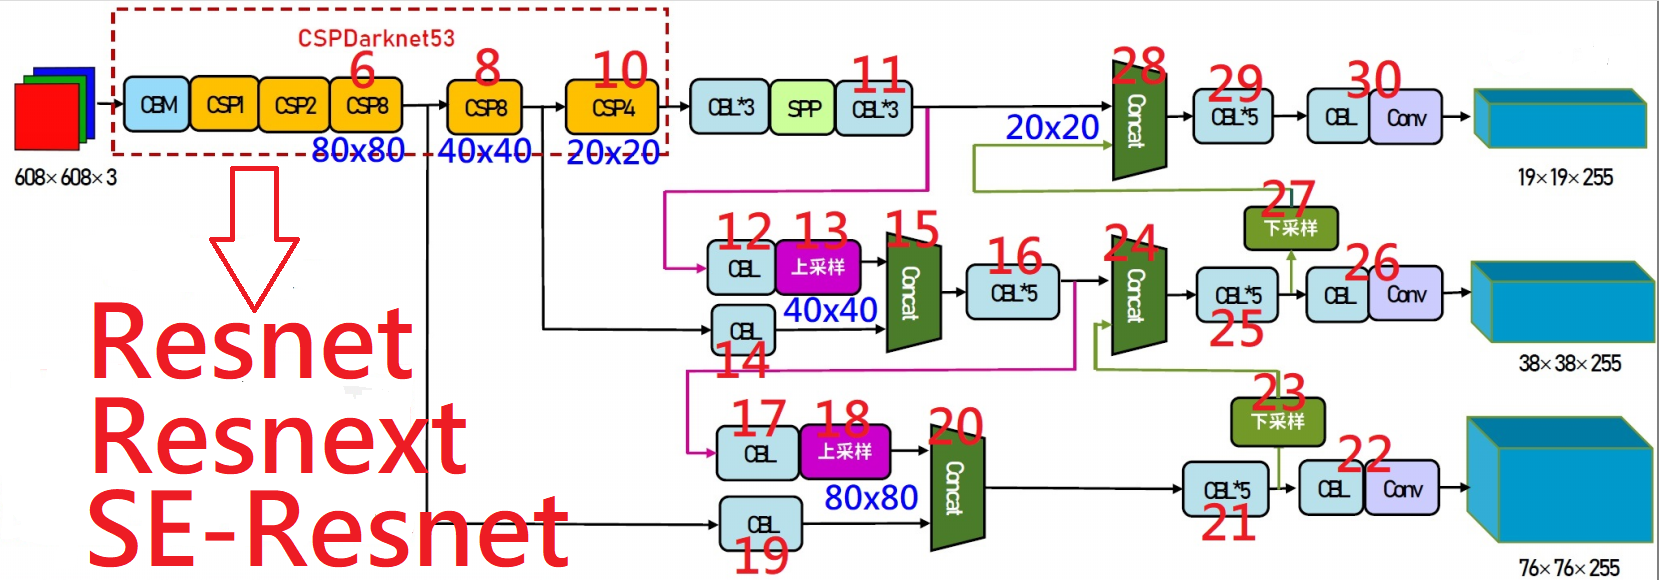 CSPDarknet53
6
8
10
11
28
29
30
CBM
CSP1
CSP2
CSP8
CSP8
CSP4
CBL*3
SPP
CBL*3
Concat
CBL*5
CBL
Conv
80x80
40x40
20x20
20x20
608×608×3
19×19×255
12
13
15
16
24
27
下采样
26
CBL
上采样
Concat
CBL*5
Concat
CBL*5
25
CBL
Conv
40x40
CBL
14
38×38×255
Resnet
Resnext
SE-Resnet
17
18
20
23
下采样
22
CBL
上采样
Concat
80x80
CBL
19
CBL*5
21
CBL
Conv
76×76×255